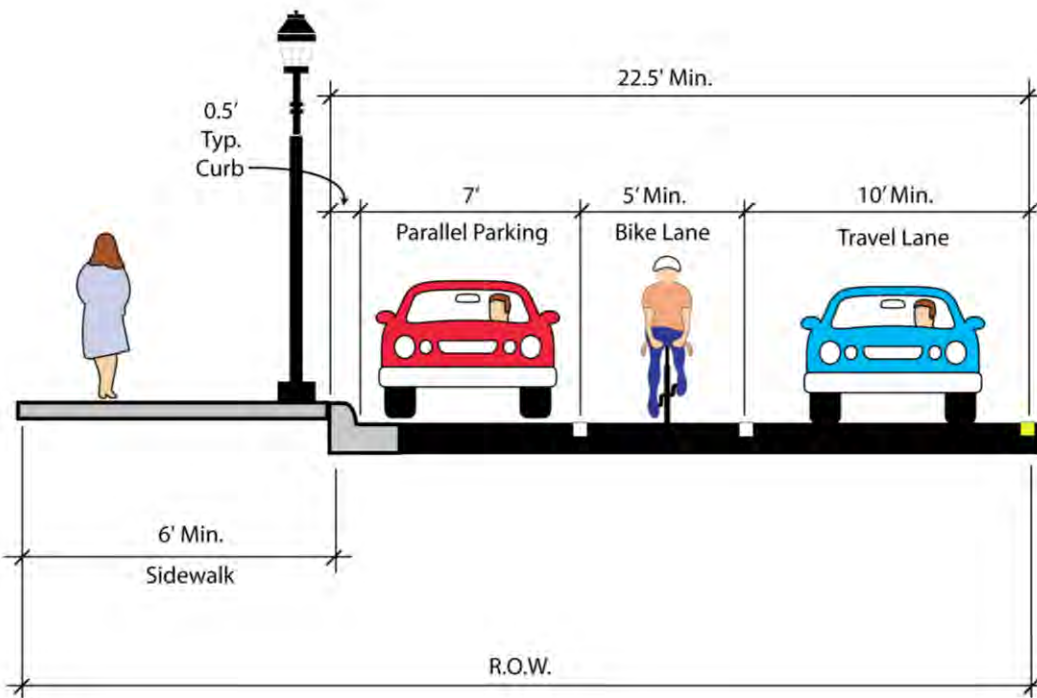 22.5' Min.
0.5'
Typ.
Curb
7'
Parallel Parking
5' Min.
Bike Lane
10' Min.
Travel Lane
6' Min.
Sidewalk
R.O.W.